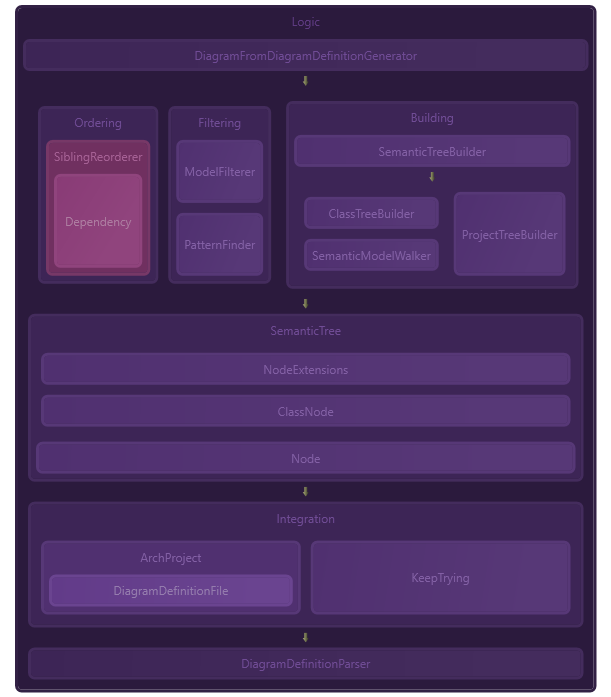 Logic
DiagramFromDiagramDefinitionGenerator
Ordering
SiblingReorderer
Dependency
Filtering
ModelFilterer
PatternFinder
Building
SemanticTreeBuilder
ClassTreeBuilder
SemanticModelWalker
ProjectTreeBuilder
SemanticTree
NodeExtensions
ClassNode
Node
Integration
ArchProject
DiagramDefinitionFile
KeepTrying
DiagramDefinitionParser